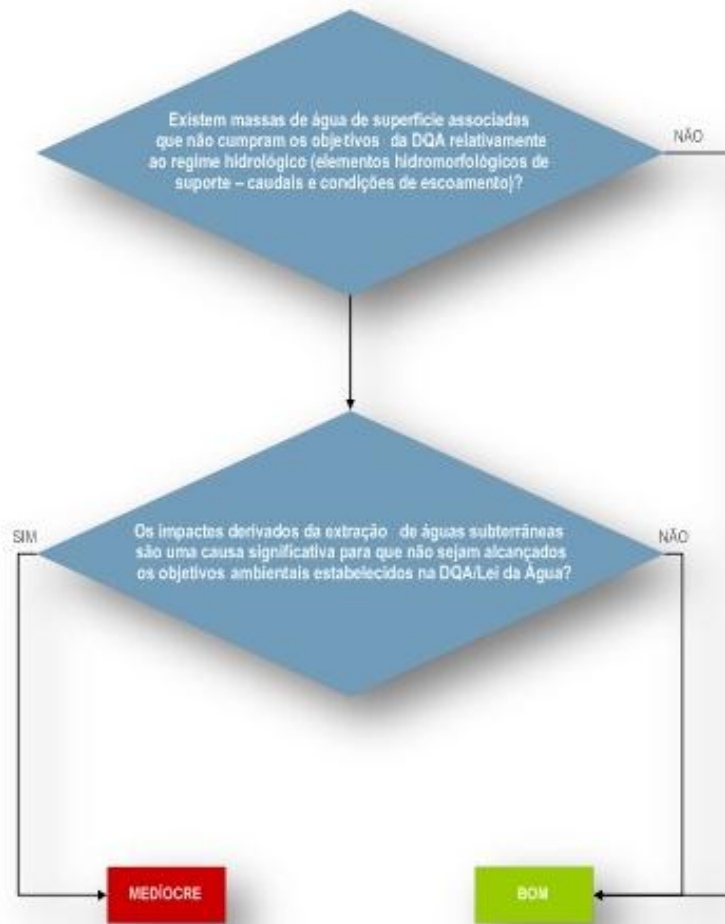 Existem massas de água de superfície associadas
que não cumpram os objetivos da DQA relativamente
ao regime hidrológico (elementos hidromorfológicos de
suporte – caudais e condições de escoamento)?
NÃO
Os impactes derivados da extração de águas subterrâneas
são uma causa significativa para que não sejam alcançados
os objetivos ambientais estabelecidos na DQA/Lei da Água?
SIM
NÃO
MEDÍOCRE
BOM